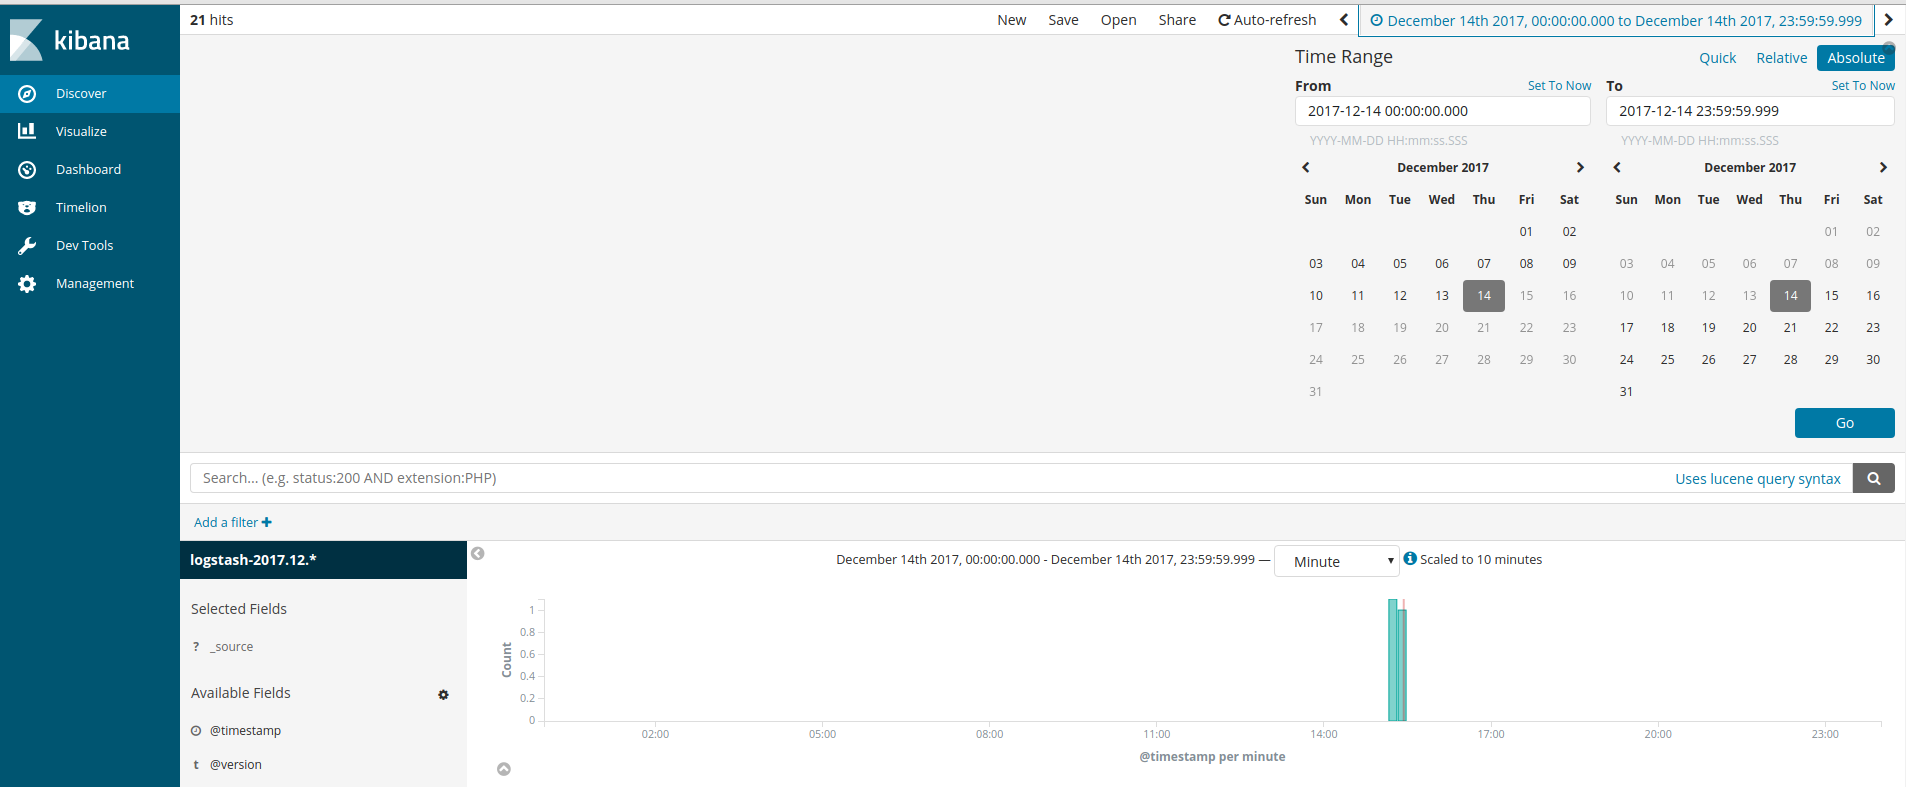 kibana
Discover
Visualize
Dashboard
Timelion
Dev Tools
Management
21 hits
New Save Open Share Auto-refresh December 14th 2017, 00:00:00.000 to December 14th 2017, 23:59:59.999
Time Range Quick Relative Absolute
From Set To Now To Set To Now
2017-12-14 00:00:00.000 2017-12-14 23:59:59.999
YYYY-MM-DD HH:mm:ss.SSS YYYY-MM-DD HH:mm:ss.SSS
December 2017
Sun Mon Tue Wed Thu Fri Sat
01 02
03 04 05 06 07 08 09
10 11 12 13 14 15 16
17 18 19 20 21 22 23
24 25 26 27 28 29 30
31
December 2017
Sun Mon Tue Wed Thu Fri Sat
01 02
03 04 05 06 07 08 09
10 11 12 13 14 15 16
17 18 19 20 21 22 23
24 25 26 27 28 29 30
31
Go
Search... (e.g. status:200 AND extension:PHP) Uses lucene query syntax
Add a filter +
logstash-2017.12.*
Selected Fields
? _source
Available Fields
@timestamp
t @version
December 14th 2017, 00:00:00.000 - December 14th 2017, 23:59:59.999 — Minute Scaled to 10 minutes
Count
1
0.8
0.6
0.4
0.2
0
02:00 05:00 08:00 11:00 14:00 17:00 20:00 23:00
@timestamp per minute